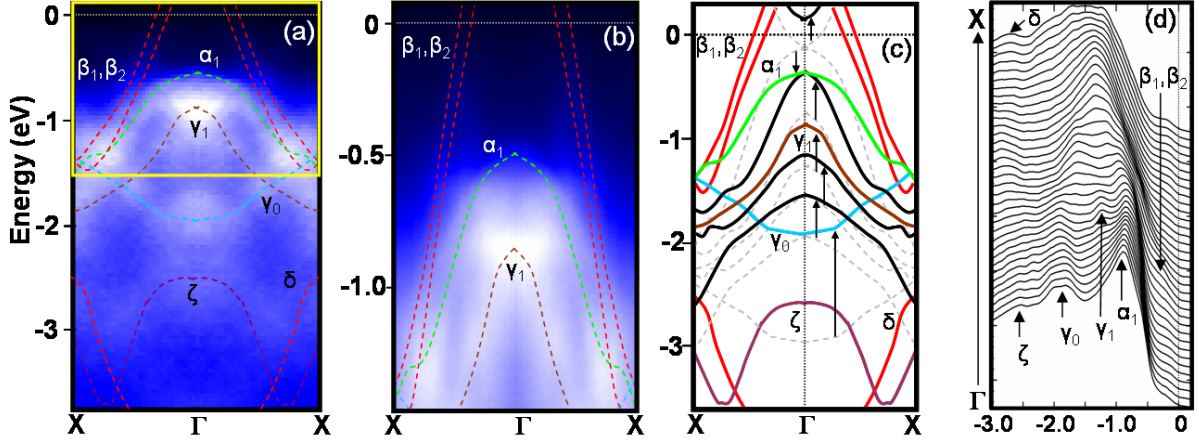 (a)
Energy (eV)
0
-1
-2
-3
β₁,β₂
α₁
γ₁
γ₀
ζ
δ
X
Γ
X
(b)
0
-0.5
-1.0
β₁,β₂
α₁
γ₁
X
Γ
X
(c)
0
-1
-2
-3
β₁,β₂
α₁
γ₁
γ₀
ζ
δ
X
Γ
X
(d)
X
δ
β₁,β₂
ζ
γ₀
γ₁
α₁
Γ
-3.0
-2.0
-1.0
0